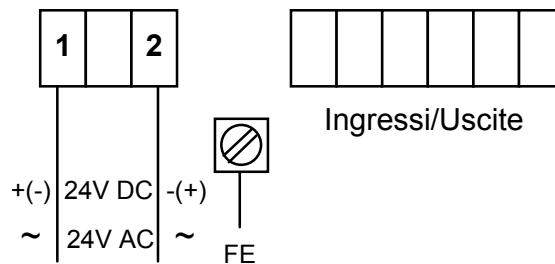 1 2
Ingressi/Uscite
+(-) 24V DC -(+)
~ 24V AC ~
FE